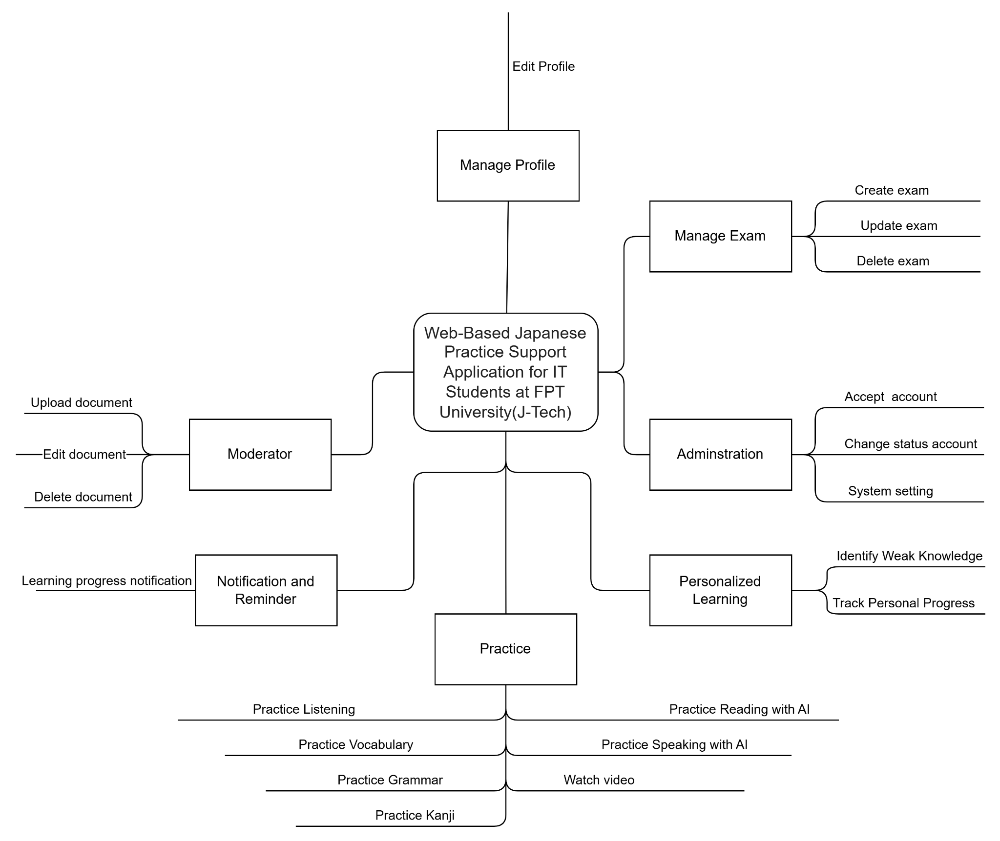 Edit Profile
Manage Profile
Create exam
Update exam
Manage Exam
Delete exam
Web-Based Japanese
Practice Support
Application for IT
Students at FPT
University(J-Tech)
Upload document
Edit document
Delete document
Moderator
Accept  account
Change status account
System setting
Adminstration
Learning progress notification
Notification and
Reminder
Identify Weak Knowledge
Track Personal Progress
Personalized
Learning
Practice
Practice Listening
Practice Reading with AI
Practice Vocabulary
Practice Speaking with AI
Practice Grammar
Watch video
Practice Kanji